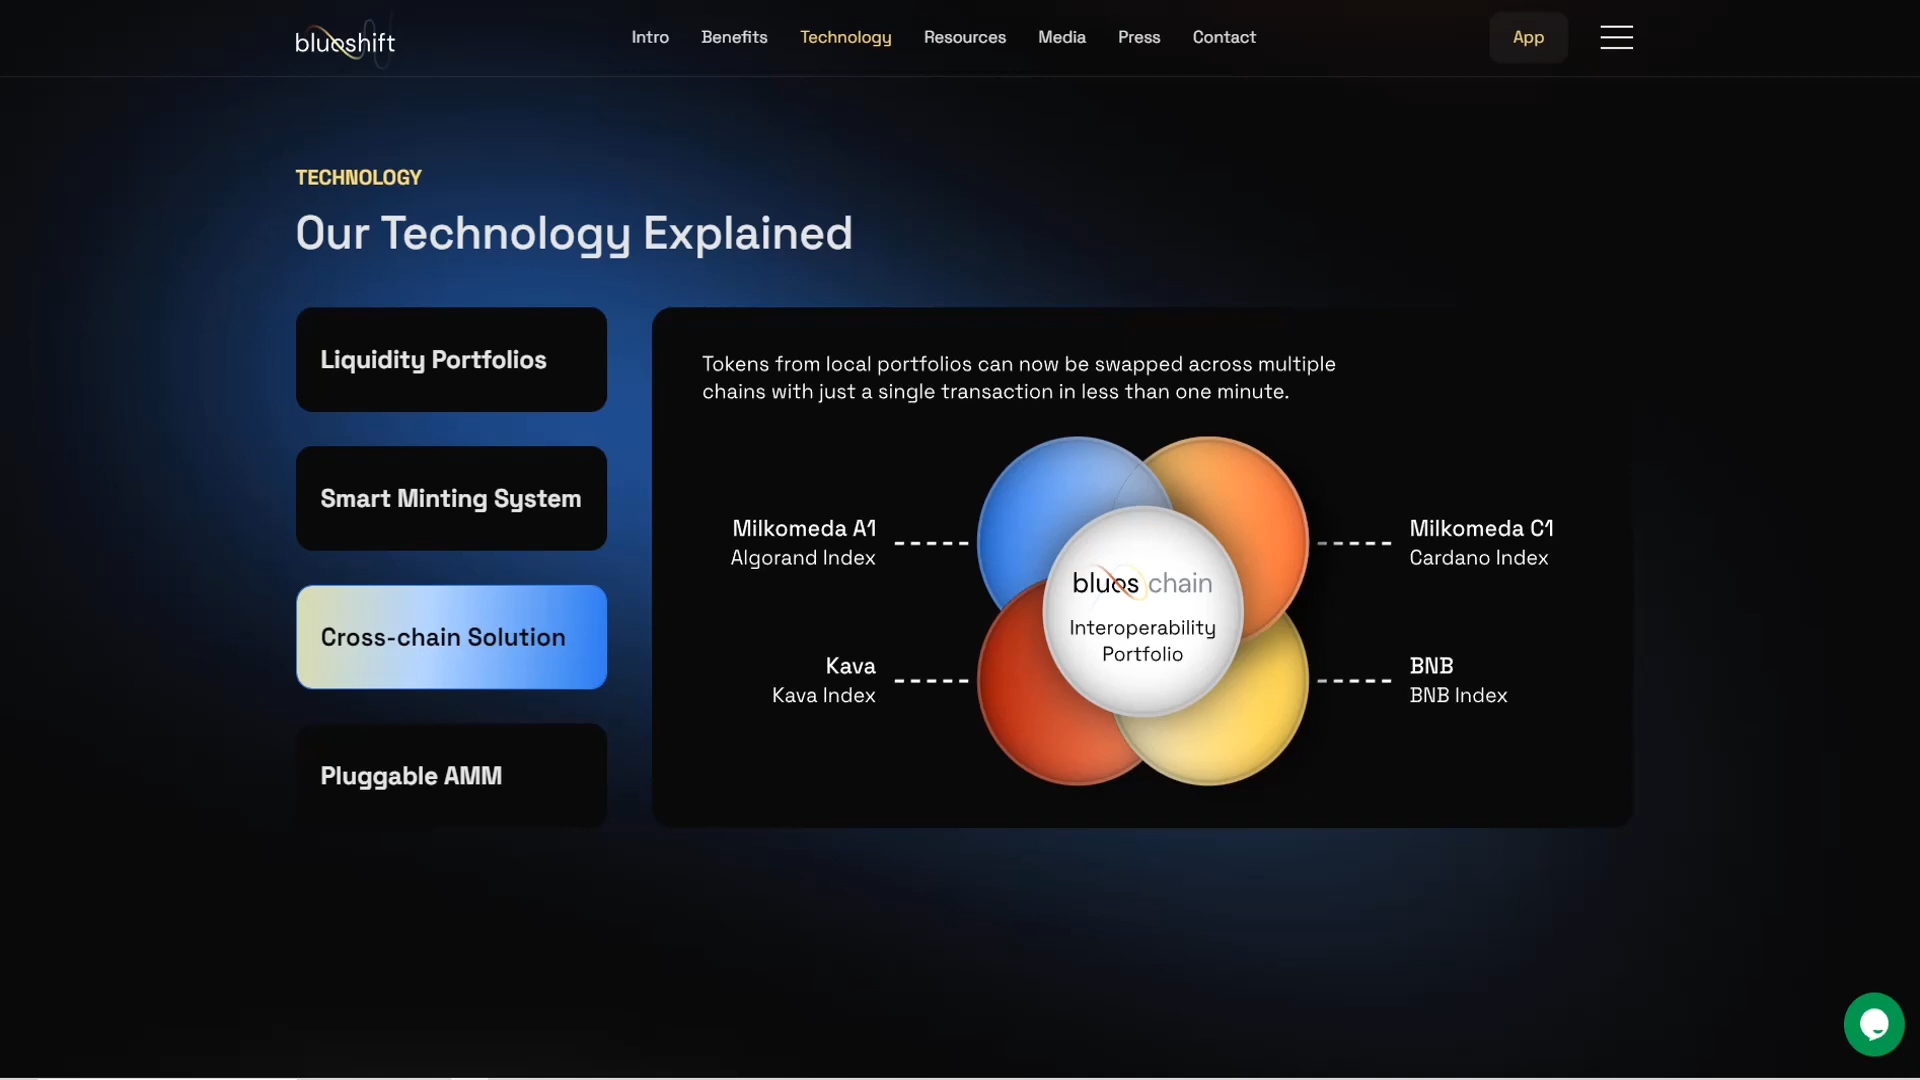 blueshift
Intro
Benefits
Technology
Resources
Media
Press
Contact
App
TECHNOLOGY
Our Technology Explained
Liquidity Portfolios
Smart Minting System
Cross-chain Solution
Pluggable AMM
Tokens from local portfolios can now be swapped across multiple
chains with just a single transaction in less than one minute.
Milkomeda A1
Algorand Index
Milkomeda C1
Cardano Index
blues chain
Interoperability
Portfolio
Kava
Kava Index
BNB
BNB Index